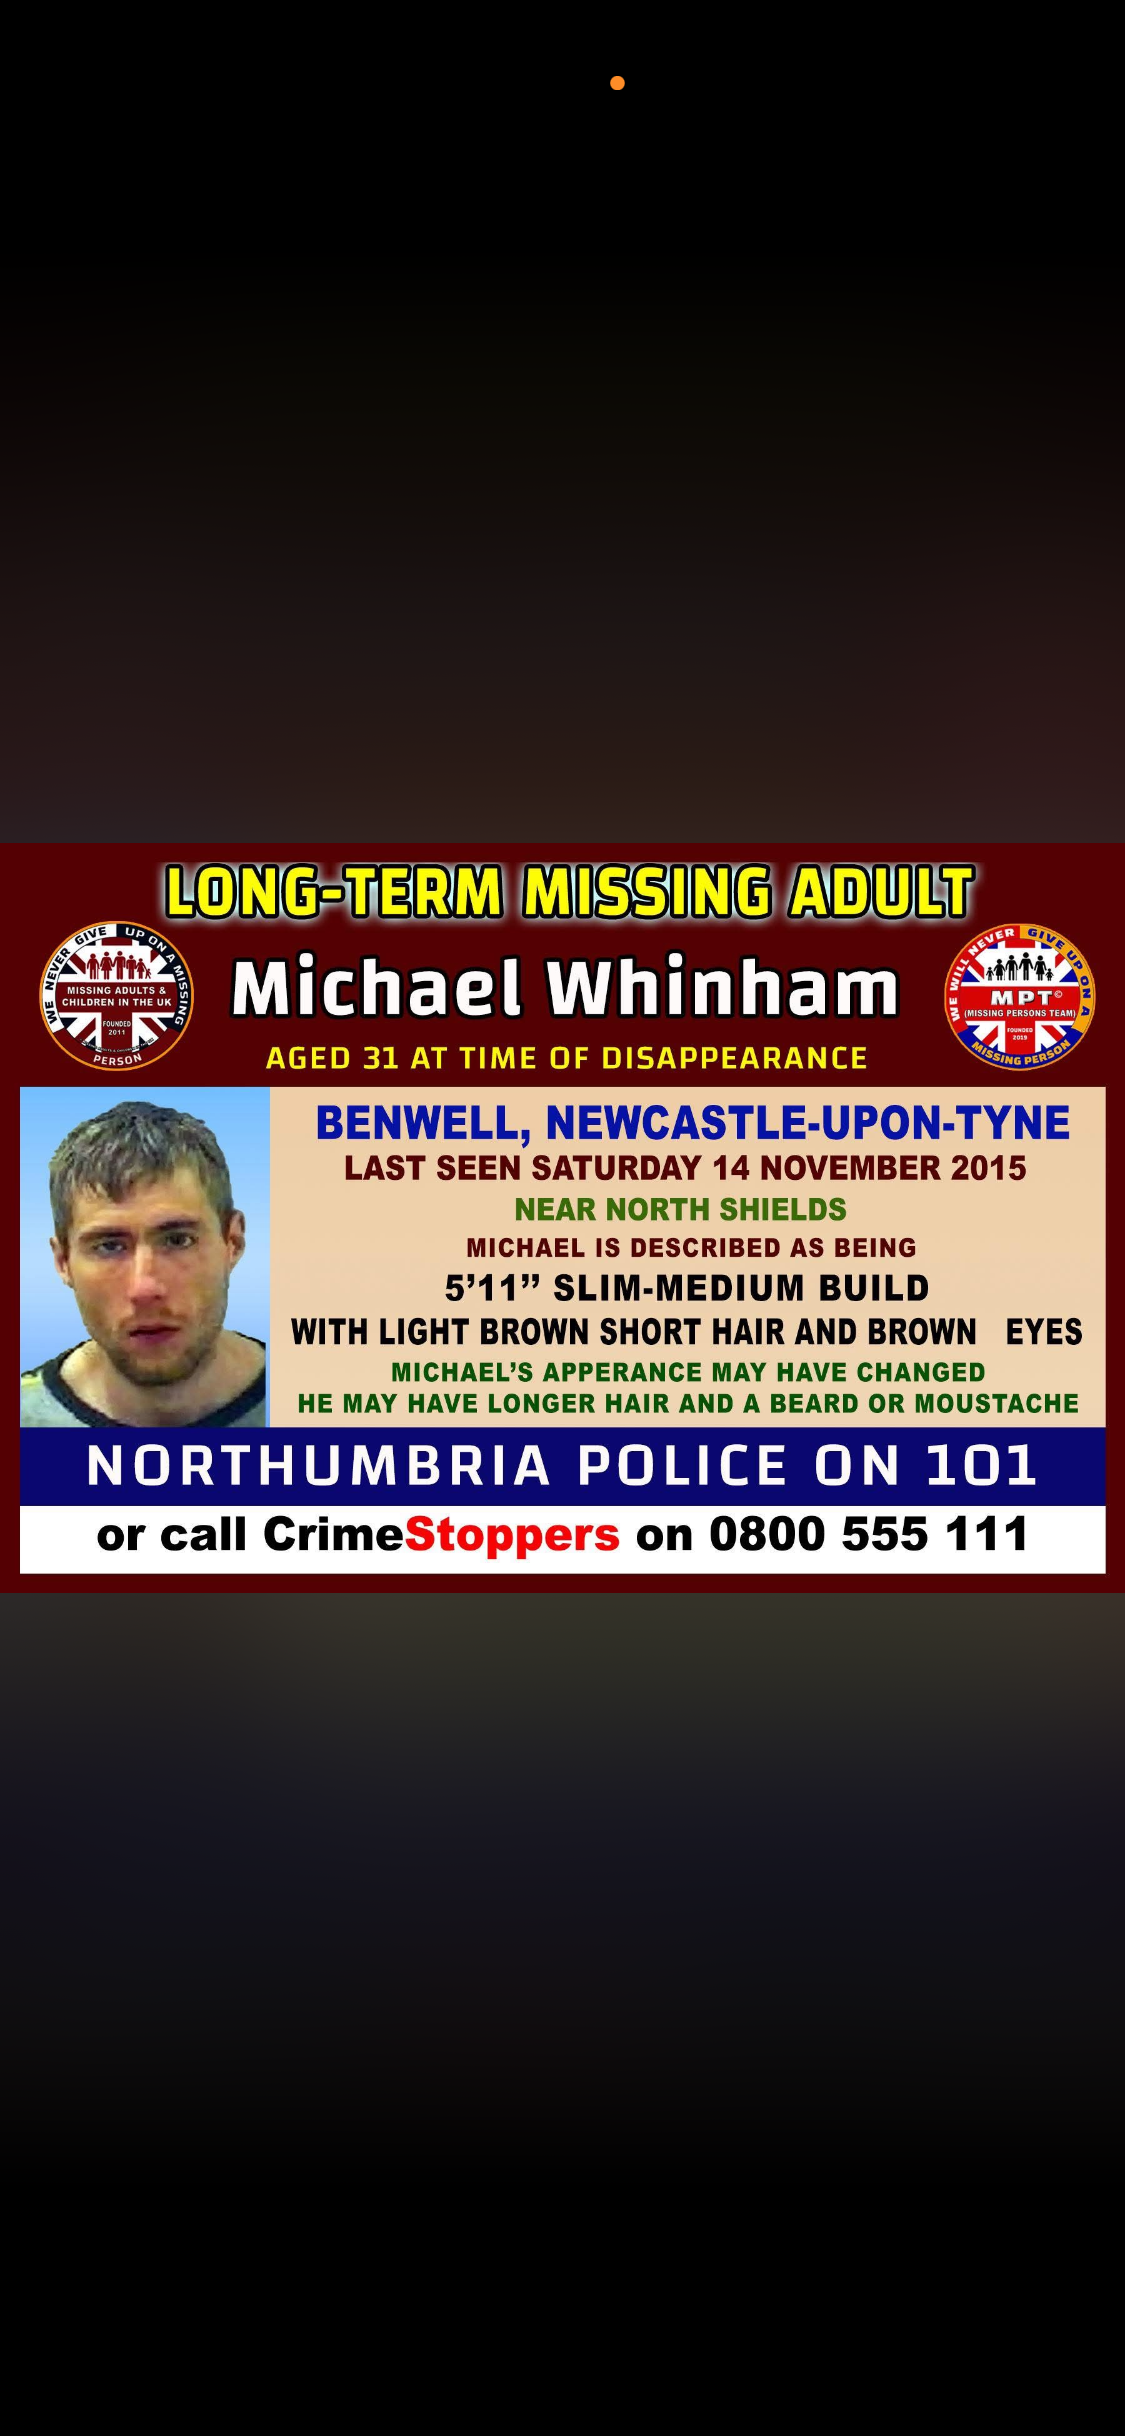 LONG-TERM MISSING ADULT
WE NEVER GIVE UP ON A MISSING PERSON
MISSING ADULTS &
CHILDREN IN THE UK
FOUNDED
2011
Michael Whinham
WE WILL NEVER GIVE UP ON A MISSING PERSON
MPT©
(MISSING PERSONS TEAM)
FOUNDED
2019
AGED 31 AT TIME OF DISAPPEARANCE
BENWELL, NEWCASTLE-UPON-TYNE
LAST SEEN SATURDAY 14 NOVEMBER 2015
NEAR NORTH SHIELDS
MICHAEL IS DESCRIBED AS BEING
5’11” SLIM-MEDIUM BUILD
WITH LIGHT BROWN SHORT HAIR AND BROWN EYES
MICHAEL’S APPERANCE MAY HAVE CHANGED
HE MAY HAVE LONGER HAIR AND A BEARD OR MOUSTACHE
NORTHUMBRIA POLICE ON 101
or call CrimeStoppers on 0800 555 111